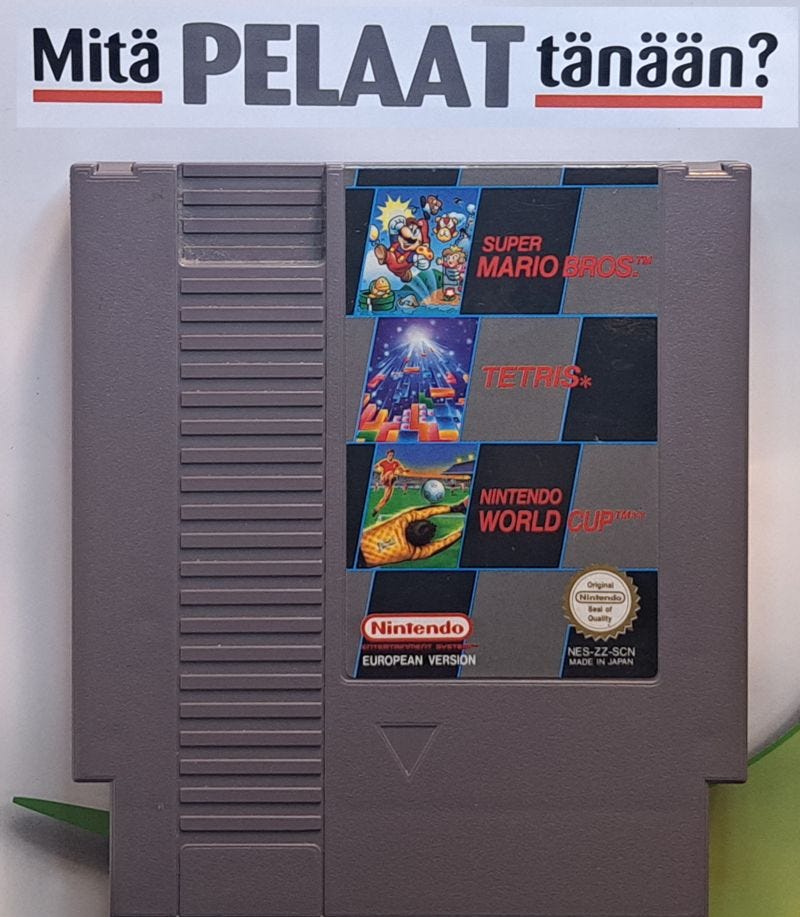 Mitä PELAAT tänään?
SUPER
MARIO BROS.™
TETRIS*
NINTENDO
WORLD CUP™**
Original
Nintendo
Seal of
Quality
Nintendo
ENTERTAINMENT SYSTEM™
EUROPEAN VERSION
NES-ZZ-SCN
MADE IN JAPAN